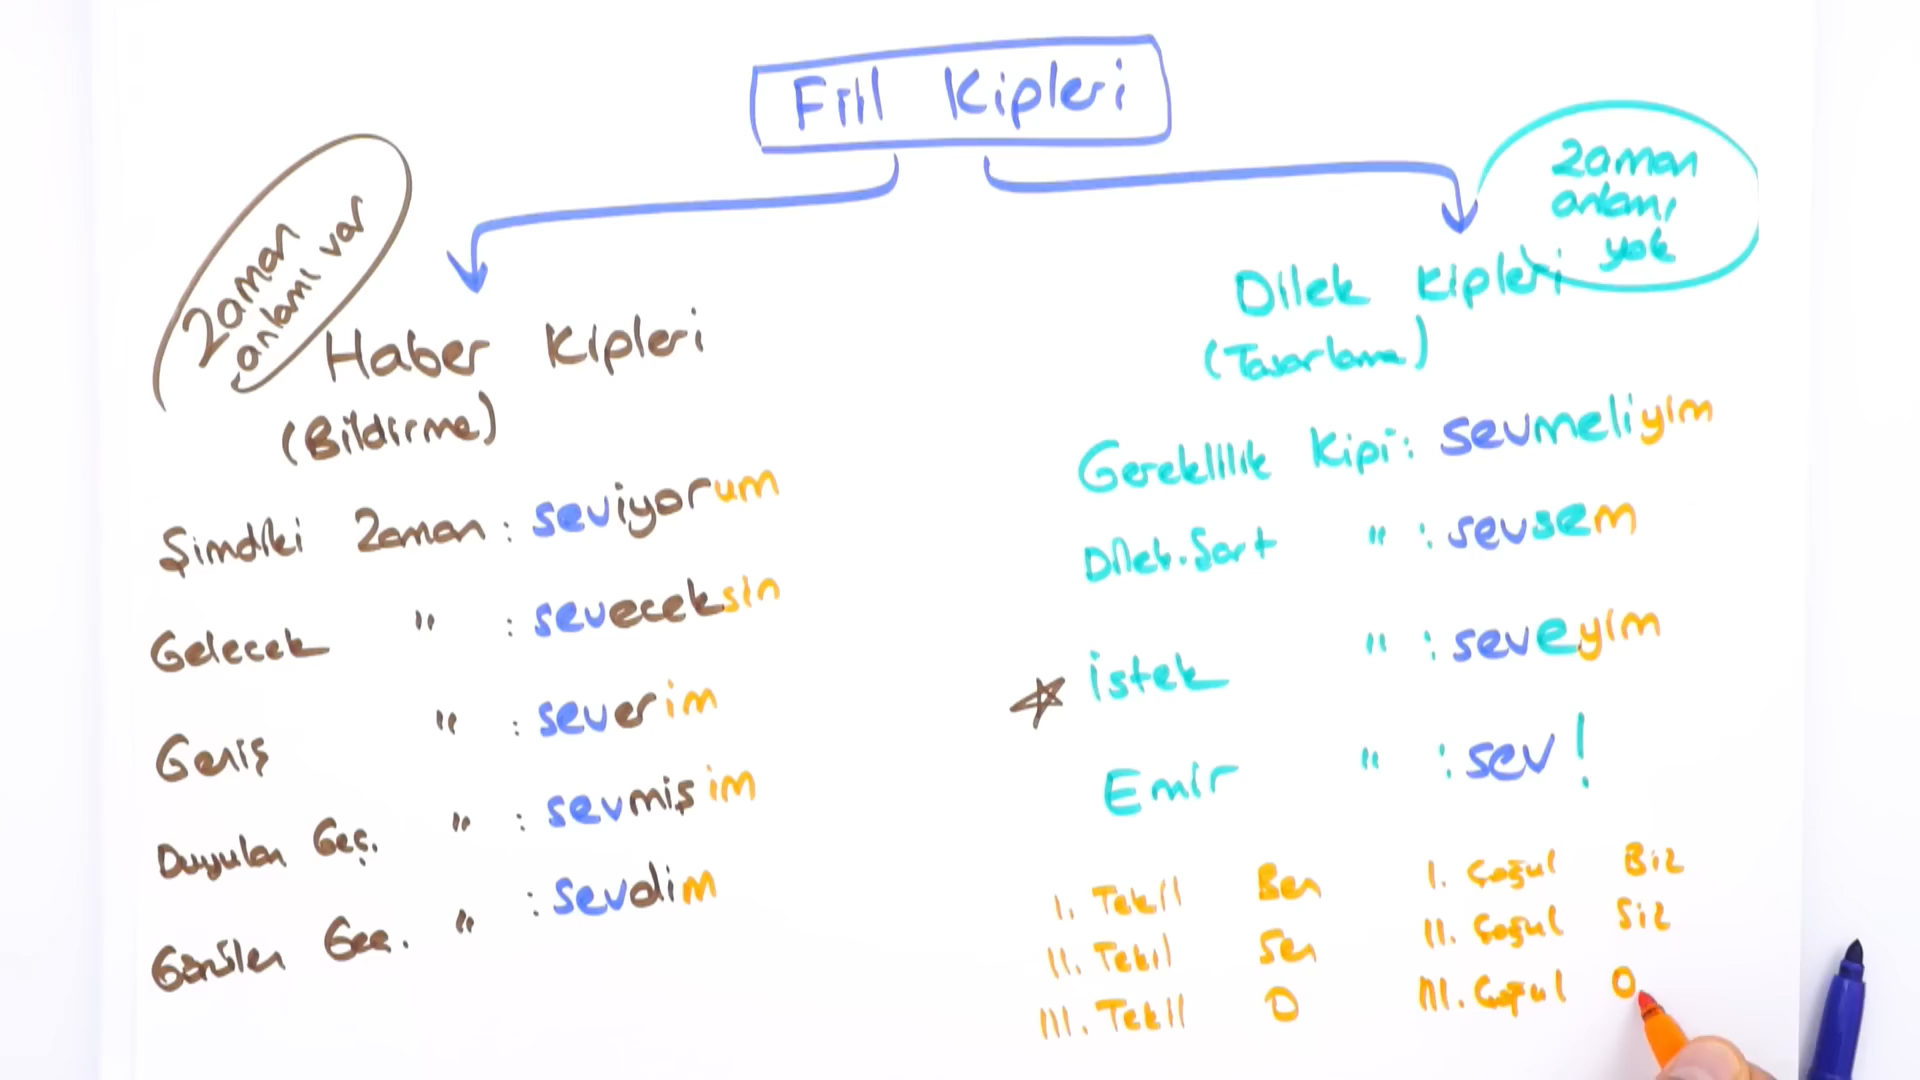 Fiil Kipleri
Zaman
anlamı var
Haber Kipleri
(Bildirme)
Şimdiki Zaman : seviyorum
Gelecek " : seveceksin
Geniş " : severim
Duyulan Geç. " : sevmişim
Görülen Geç. " : sevdim
Zaman
anlamı
yok
Dilek Kipleri
(Tasarlama)
Gereklilik Kipi : sevmeliyim
Dilek-Şart " : sevsem
İstek " : seveyim
Emir " : sev!
I. Tekil Ben I. Çoğul Biz
II. Tekil Sen II. Çoğul Siz
III. Tekil O III. Çoğul O